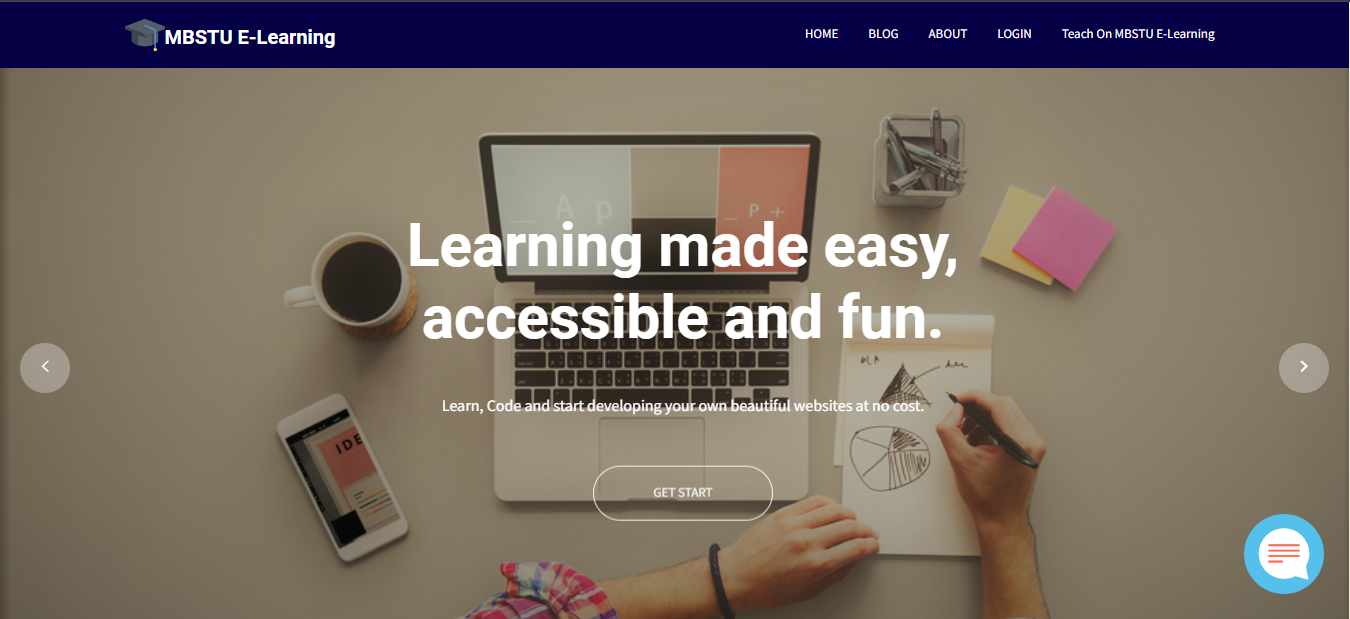 MBSTU E-Learning
HOME BLOG ABOUT LOGIN Teach On MBSTU E-Learning
_ A p
_ P +
Learning made easy,
accessible and fun.
IDE
Learn, Code and start developing your own beautiful websites at no cost.
GET START